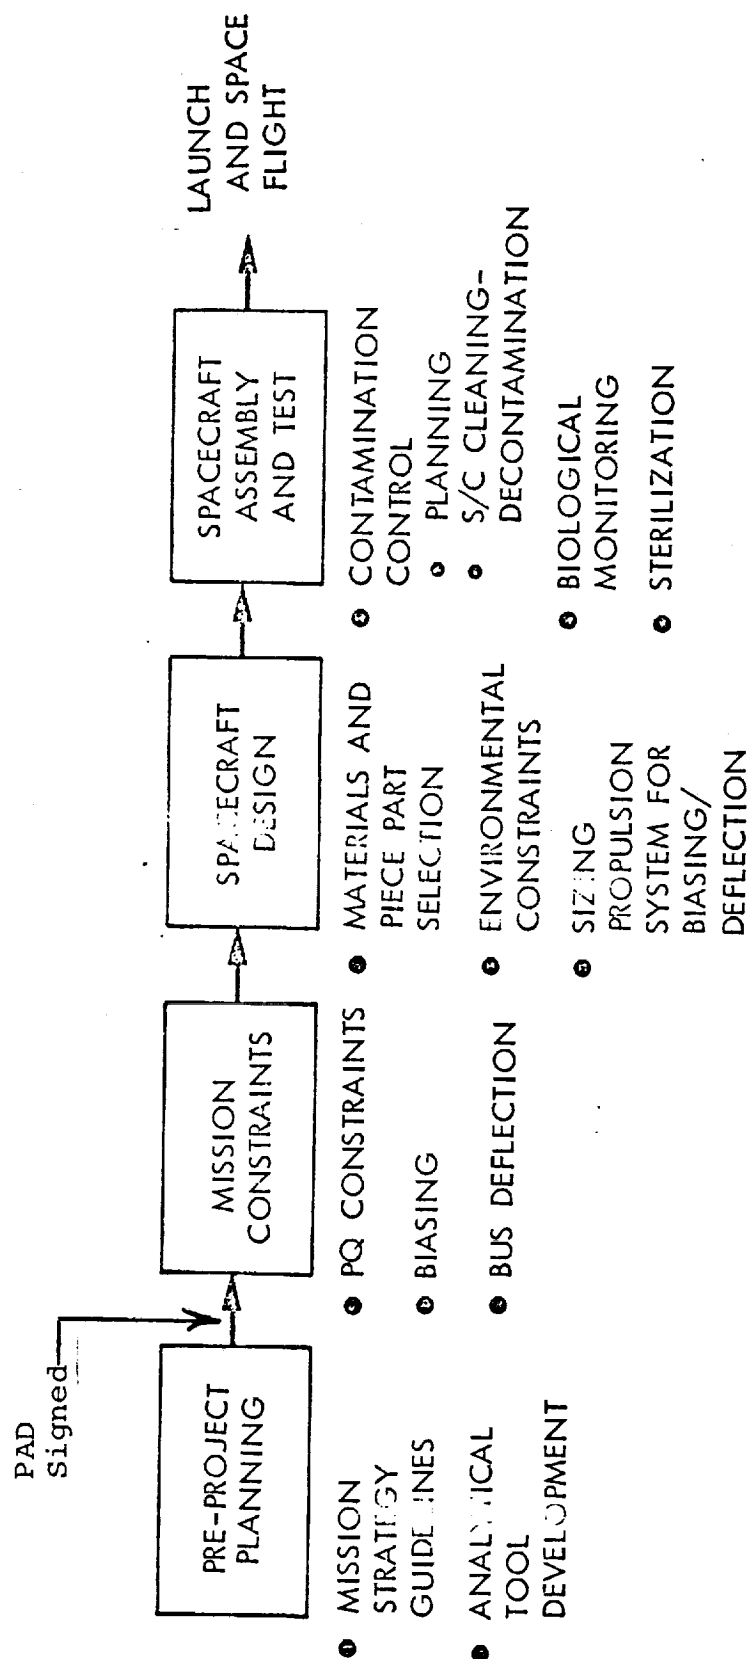 PAD
Signed
PRE-PROJECT
PLANNING
• MISSION
STRATEGY
GUIDELINES
• ANALYTICAL
TOOL
DEVELOPMENT
MISSION
CONSTRAINTS
• PQ CONSTRAINTS
• BIASING
• BUS DEFLECTION
SPACECRAFT
DESIGN
• MATERIALS AND
PIECE PART
SELECTION
• ENVIRONMENTAL
CONSTRAINTS
• SIZING
PROPULSION
SYSTEM FOR
BIASING/
DEFLECTION
SPACECRAFT
ASSEMBLY
AND TEST
• CONTAMINATION
CONTROL
• PLANNING
• S/C CLEANING-
DECONTAMINATION
• BIOLOGICAL
MONITORING
• STERILIZATION
LAUNCH
AND SPACE
FLIGHT